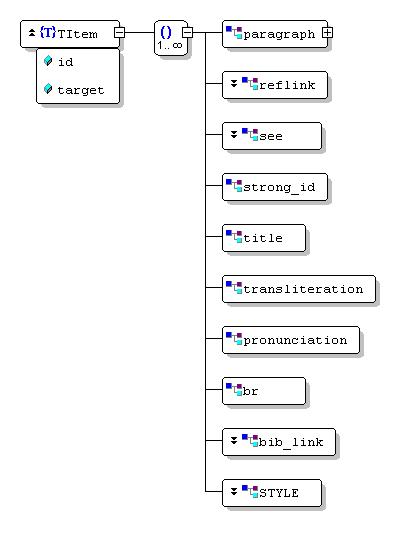 {T}TItem
()
1..∞
id
target
paragraph
reflink
see
strong_id
title
transliteration
pronunciation
br
bib_link
STYLE